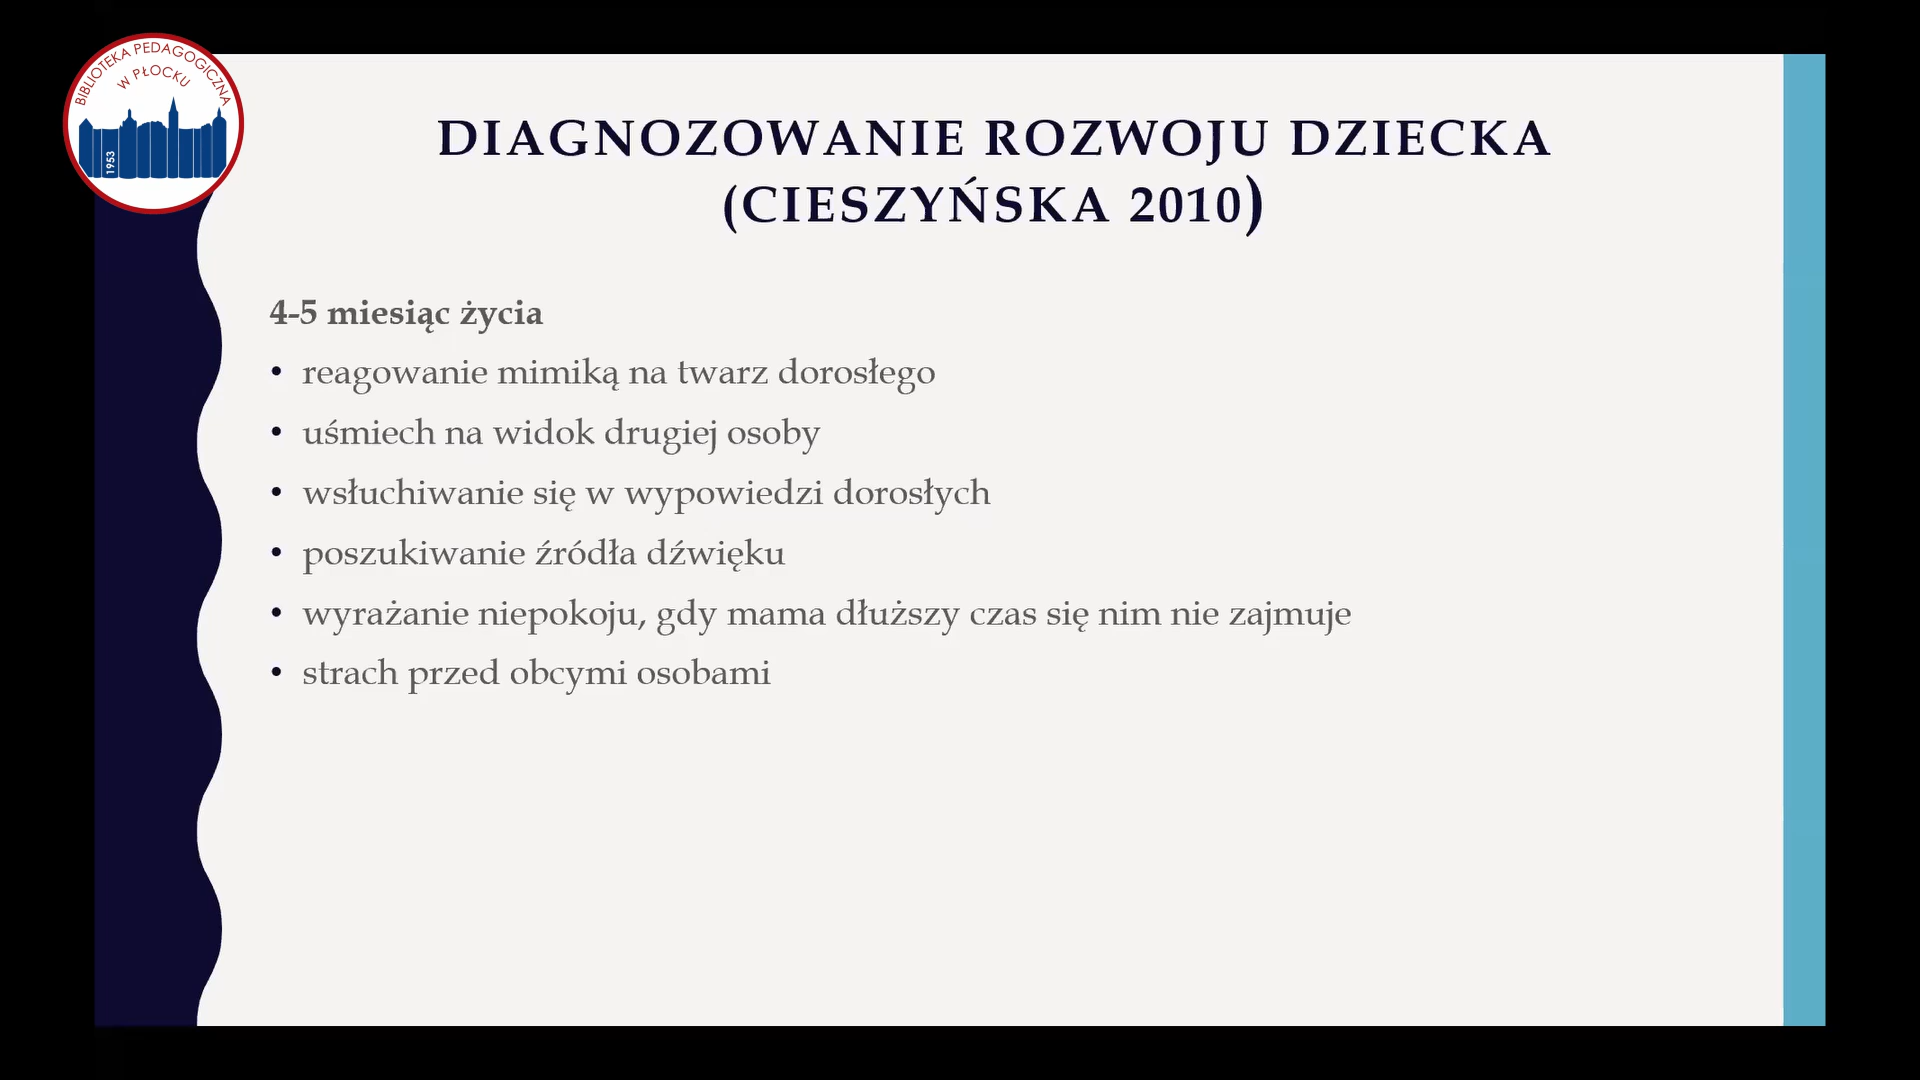 BIBLIOTEKA PEDAGOGICZNA
W PŁOCKU
1953
DIAGNOZOWANIE ROZWOJU DZIECKA
(CIESZYŃSKA 2010)
4-5 miesiąc życia
• reagowanie mimiką na twarz dorosłego
• uśmiech na widok drugiej osoby
• wsłuchiwanie się w wypowiedzi dorosłych
• poszukiwanie źródła dźwięku
• wyrażanie niepokoju, gdy mama dłuższy czas się nim nie zajmuje
• strach przed obcymi osobami